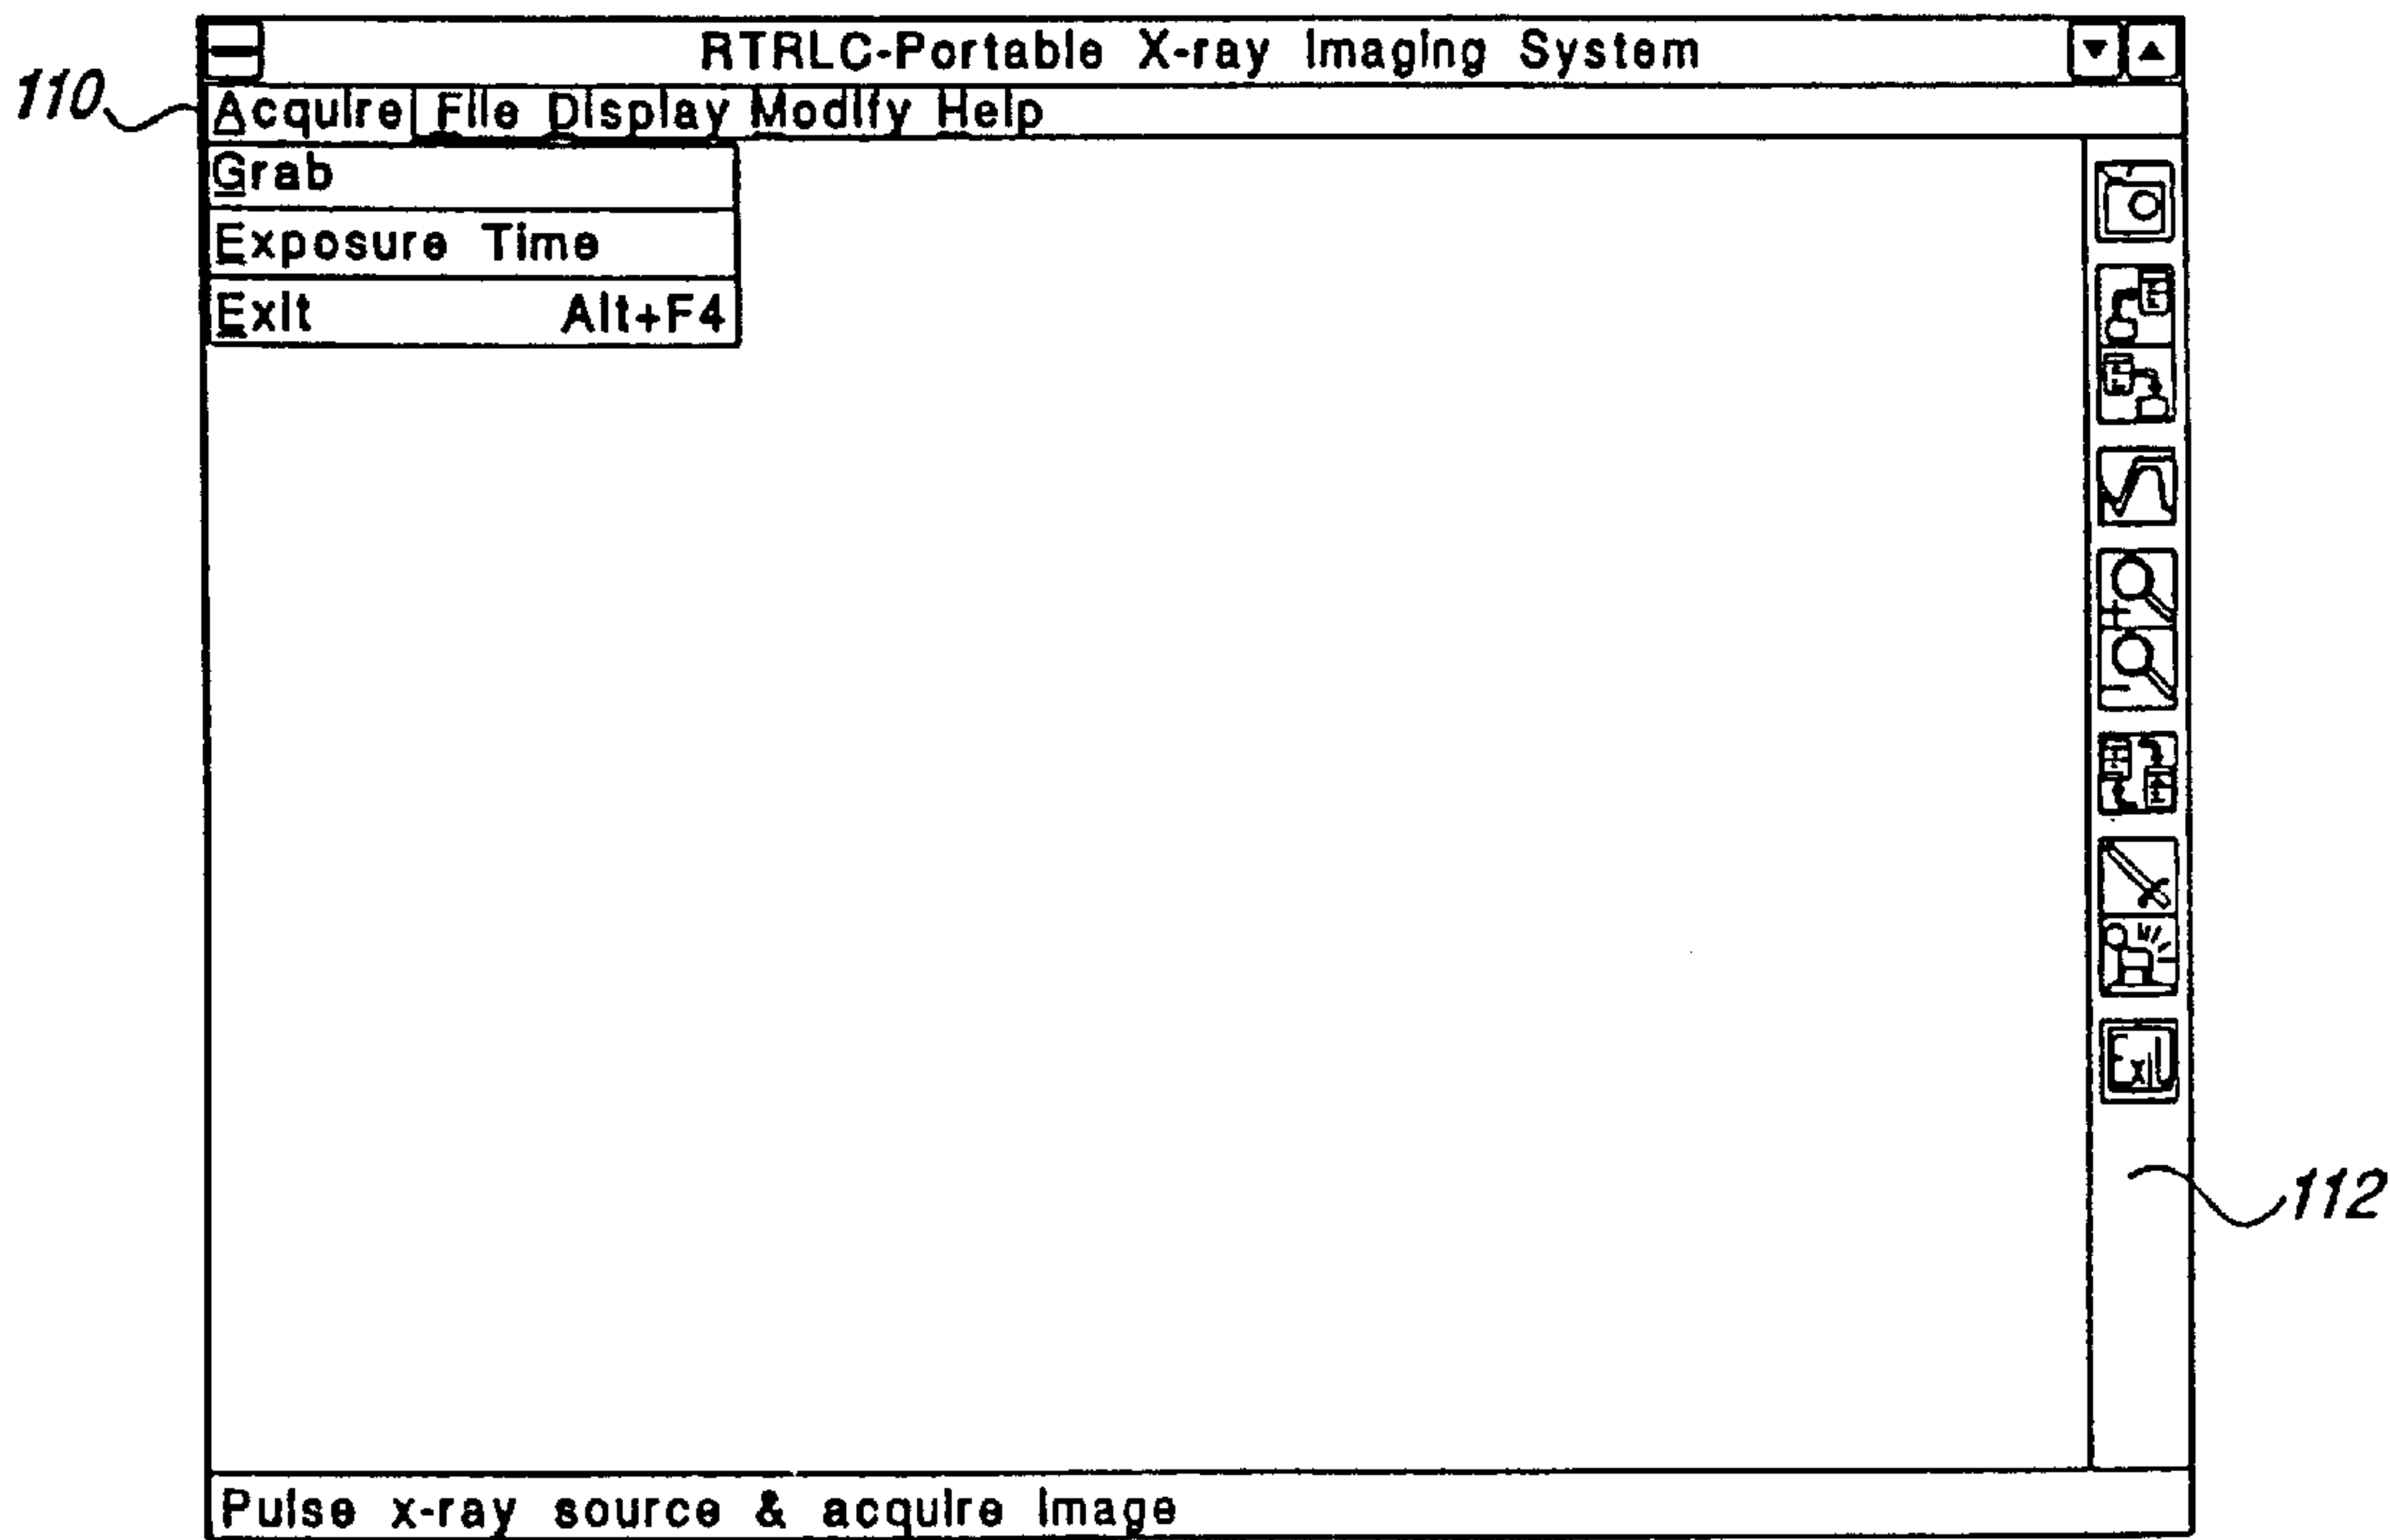 RTRLC-Portable X-ray Imaging System
110
Acquire File Display Modify Help
Grab
Exposure Time
Exit Alt+F4
112
Pulse x-ray source & acquire image